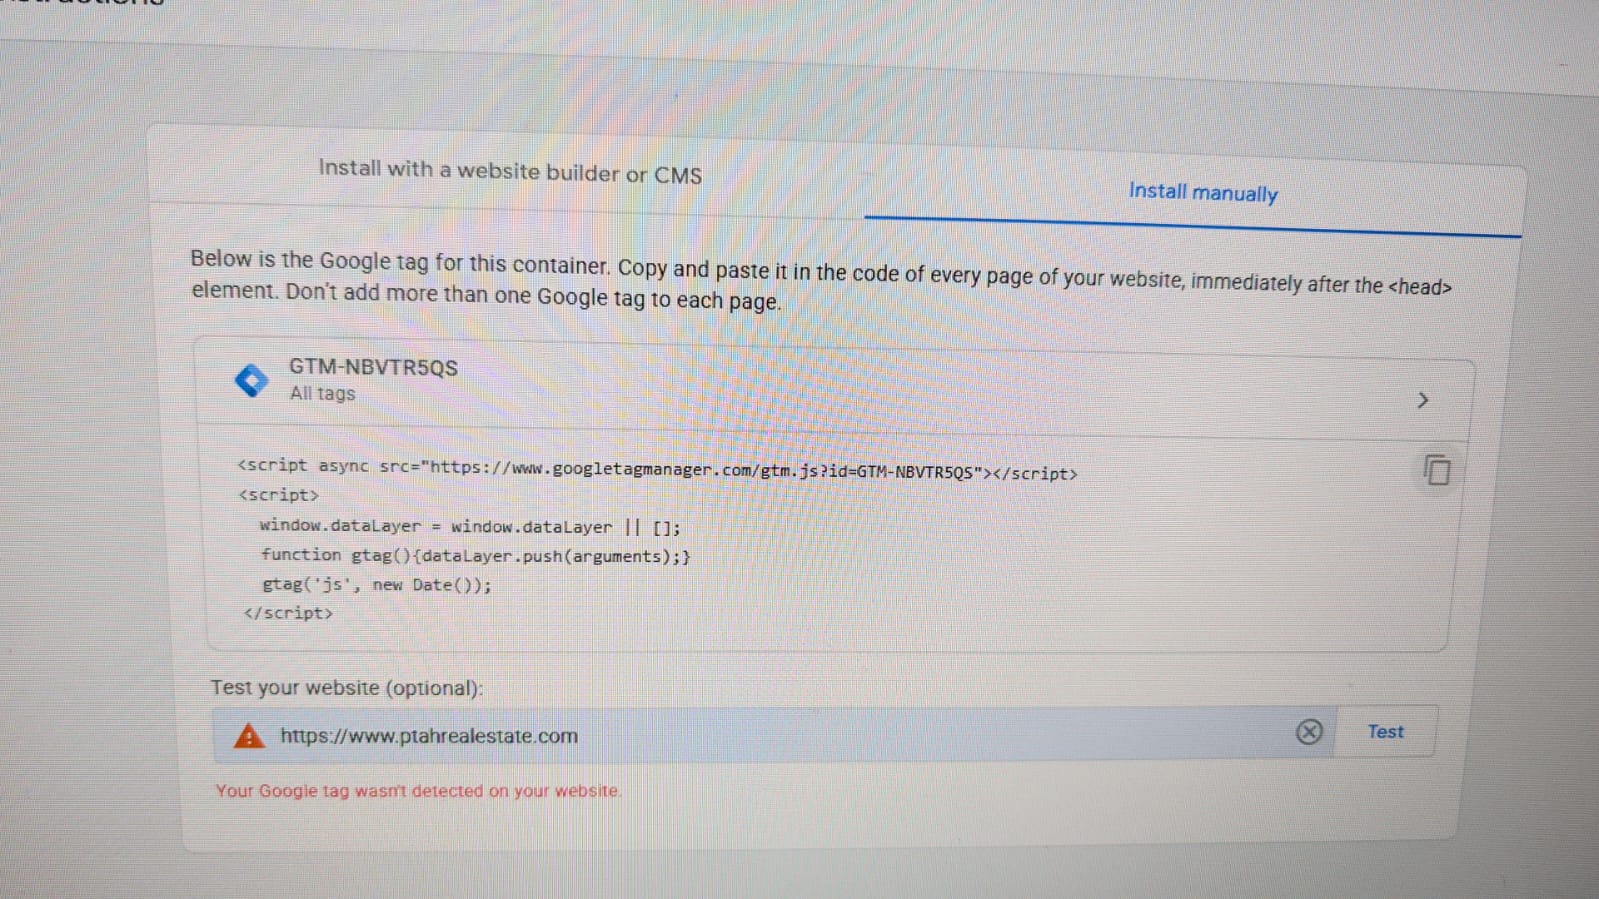 Install with a website builder or CMS
Install manually
Below is the Google tag for this container. Copy and paste it in the code of every page of your website, immediately after the <head>
element. Don't add more than one Google tag to each page.
GTM-NBVTR5QS
All tags
<script async src="https://www.googletagmanager.com/gtm.js?id=GTM-NBVTR5QS"></script>
<script>
window.dataLayer = window.dataLayer || [];
function gtag(){dataLayer.push(arguments);}
gtag('js', new Date());
</script>
Test your website (optional):
https://www.ptahrealestate.com
Test
Your Google tag wasn't detected on your website.